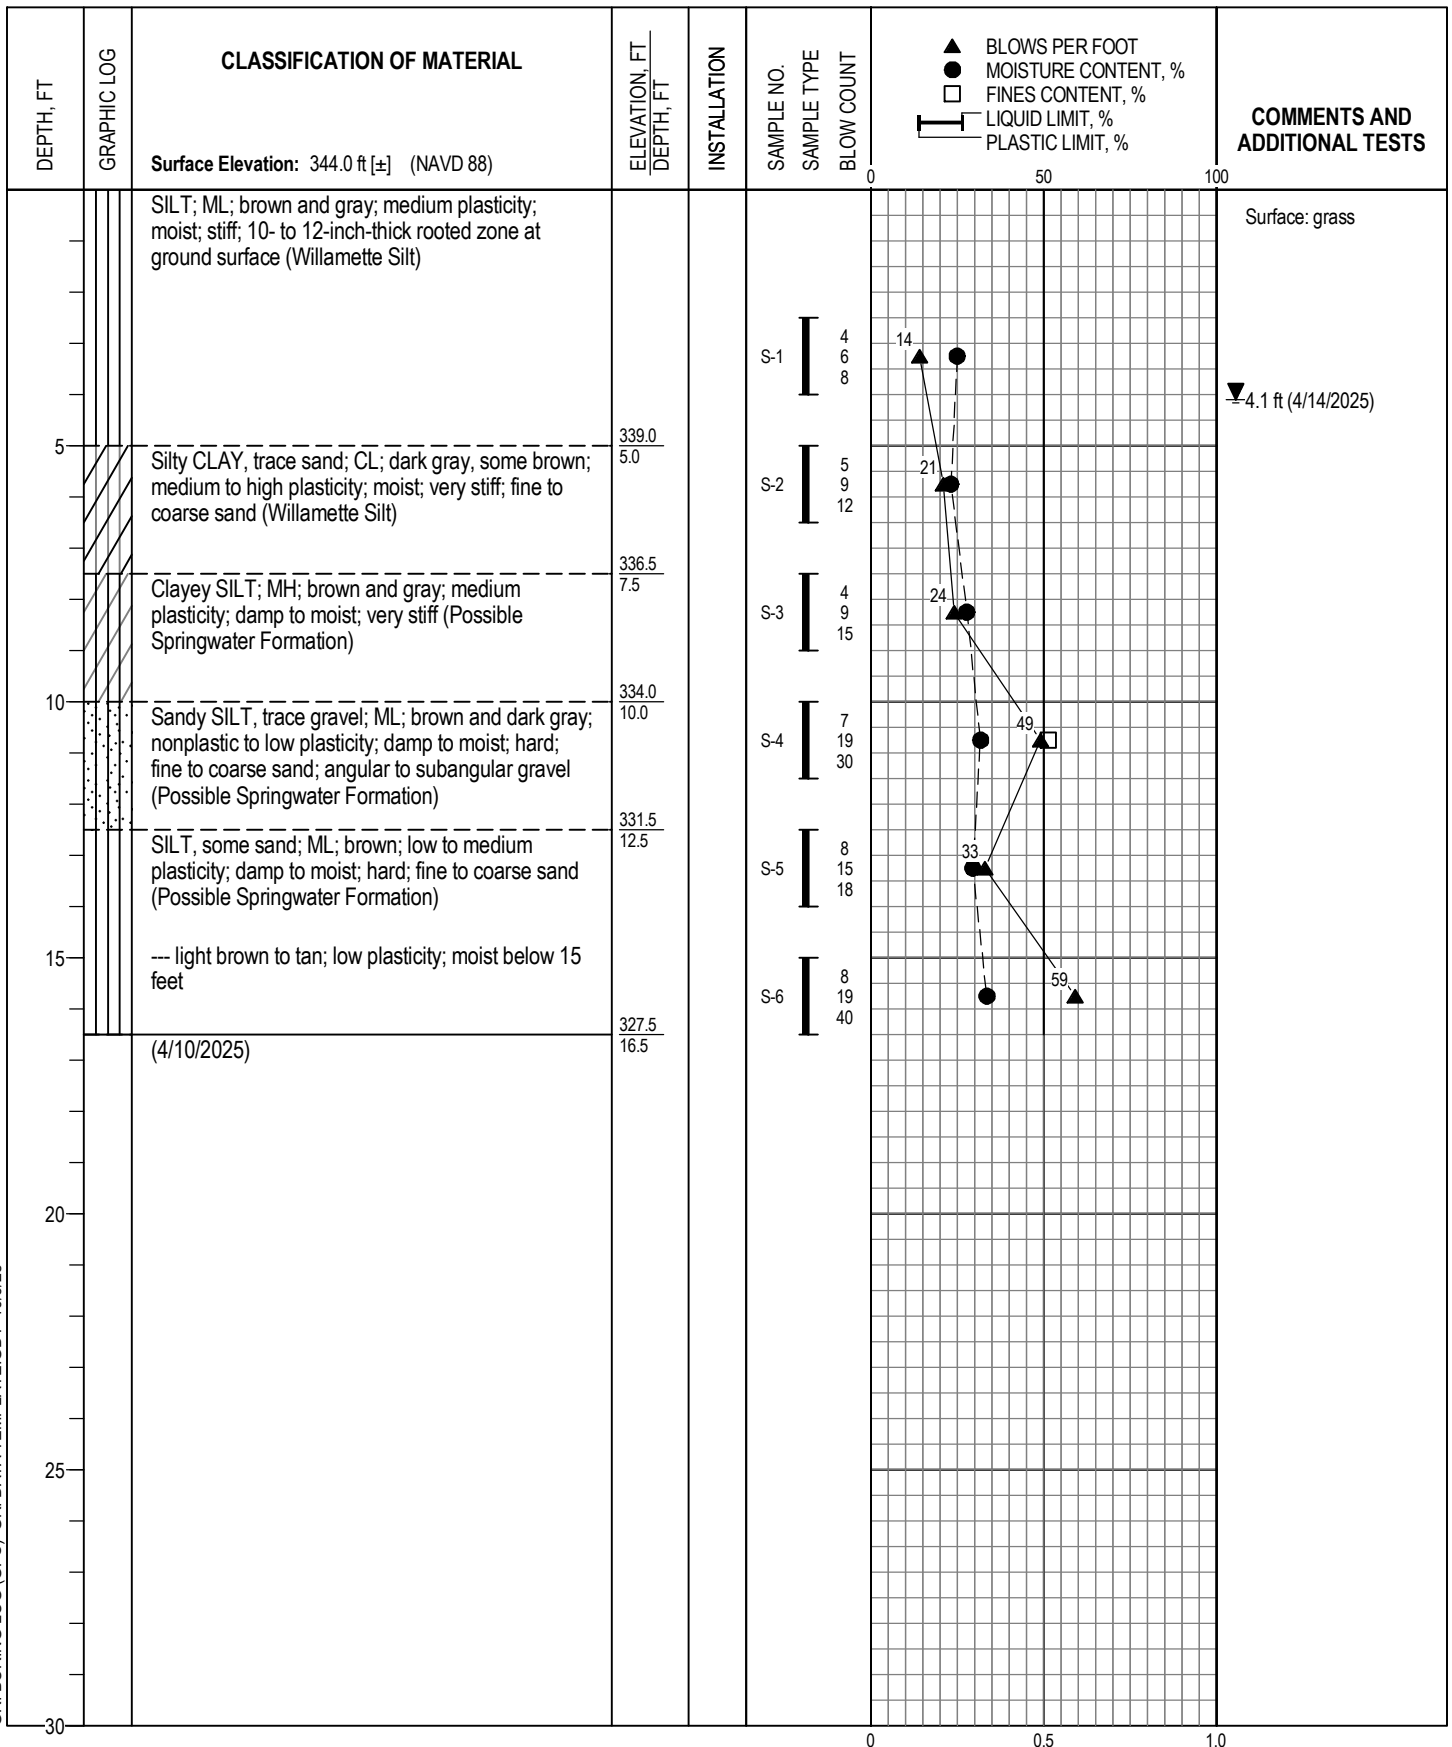 DEPTH, FT
GRAPHIC LOG
CLASSIFICATION OF MATERIAL
Surface Elevation: 344.0 ft [±] (NAVD 88)
ELEVATION, FT
DEPTH, FT
INSTALLATION
SAMPLE NO.
SAMPLE TYPE
BLOW COUNT
BLOWS PER FOOT
MOISTURE CONTENT, %
FINES CONTENT, %
LIQUID LIMIT, %
PLASTIC LIMIT, %
0 50 100
COMMENTS AND
ADDITIONAL TESTS
SILT; ML; brown and gray; medium plasticity;
moist; stiff; 10- to 12-inch-thick rooted zone at
ground surface (Willamette Silt)
Surface: grass
S-1
4
6
8
14
4.1 ft (4/14/2025)
5
339.0
5.0
Silty CLAY, trace sand; CL; dark gray, some brown;
medium to high plasticity; moist; very stiff; fine to
coarse sand (Willamette Silt)
S-2
5
9
12
21
336.5
7.5
Clayey SILT; MH; brown and gray; medium
plasticity; damp to moist; very stiff (Possible
Springwater Formation)
S-3
4
9
15
24
10
334.0
10.0
Sandy SILT, trace gravel; ML; brown and dark gray;
nonplastic to low plasticity; damp to moist; hard;
fine to coarse sand; angular to subangular gravel
(Possible Springwater Formation)
S-4
7
19
30
49
331.5
12.5
SILT, some sand; ML; brown; low to medium
plasticity; damp to moist; hard; fine to coarse sand
(Possible Springwater Formation)
S-5
8
15
18
33
15
--- light brown to tan; low plasticity; moist below 15
feet
S-6
8
19
40
59
327.5
16.5
(4/10/2025)
20
25
30
0 0.5 1.0